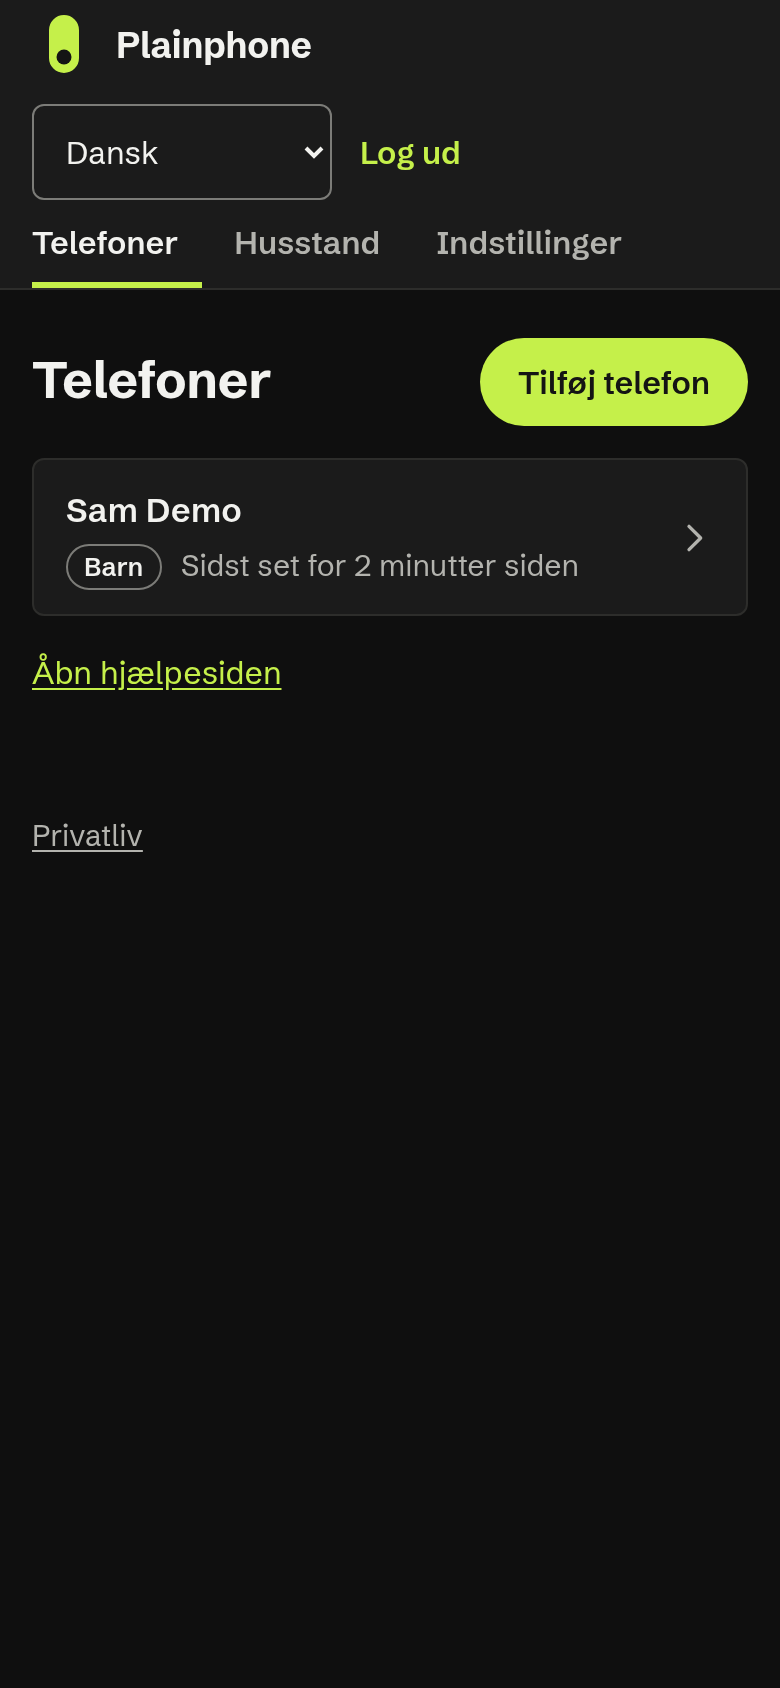 Plainphone
Dansk
Log ud
Telefoner
Husstand
Indstillinger
Telefoner
Tilføj telefon
Sam Demo
Barn
Sidst set for 2 minutter siden
Åbn hjælpesiden
Privatliv